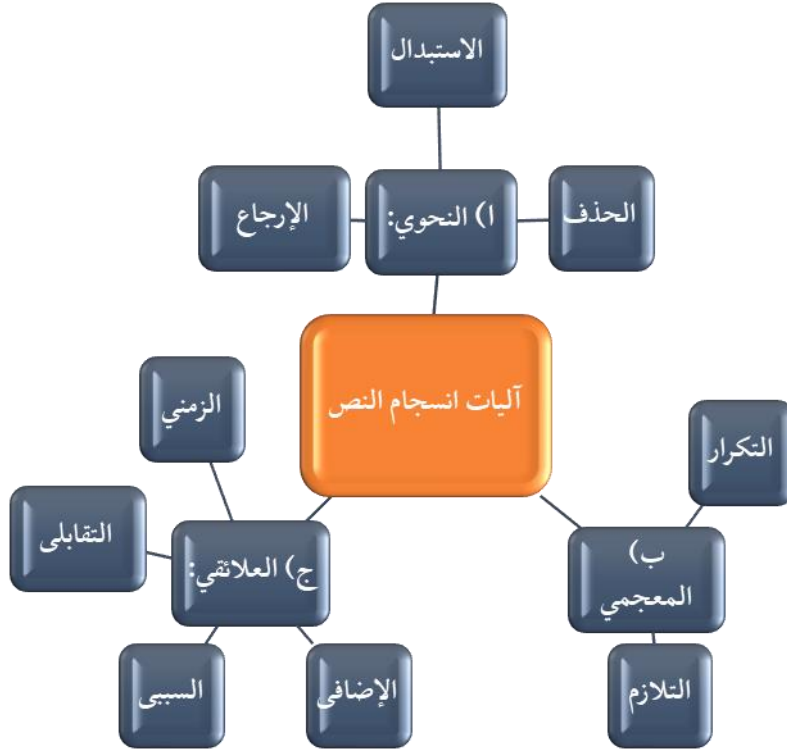 الاستبدال
الحذف
ا) النحوي:
الإرجاع
آليات انسجام النص
الزمني
التكرار
التقابلى
ج) العلائقي:
ب)
المعجمي
السببى
الإضافى
التلازم